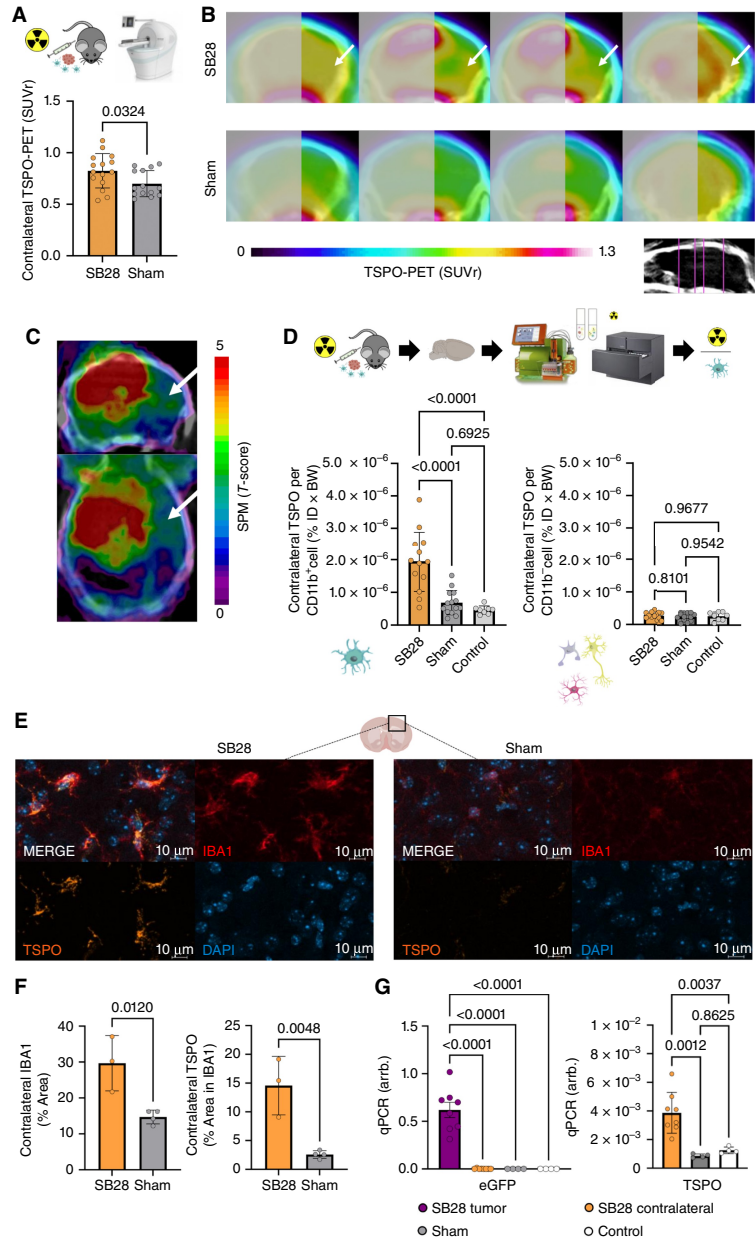 A
0.0324
1.5
1.0
0.5
0.0
Contralateral TSPO-PET (SUVr)
SB28 Sham
B
SB28
Sham
0 1.3
TSPO-PET (SUVr)
C
5
0
SPM (T-score)
D
<0.0001
0.6925
<0.0001
5.0 × 10⁻⁶
4.0 × 10⁻⁶
3.0 × 10⁻⁶
2.0 × 10⁻⁶
1.0 × 10⁻⁶
0
Contralateral TSPO per
CD11b⁺cell (% ID × BW)
SB28
Sham
Control
0.9677
0.9542
0.8101
5.0 × 10⁻⁶
4.0 × 10⁻⁶
3.0 × 10⁻⁶
2.0 × 10⁻⁶
1.0 × 10⁻⁶
0
Contralateral TSPO per
CD11b⁻cell (% ID × BW)
SB28
Sham
Control
E
SB28
MERGE 10 µm
IBA1 10 µm
TSPO 10 µm
DAPI 10 µm
Sham
MERGE 10 µm
IBA1 10 µm
TSPO 10 µm
DAPI 10 µm
F
0.0120
40
30
20
10
0
Contralateral IBA1
(% Area)
SB28 Sham
0.0048
25
20
15
10
5
0
Contralateral TSPO
(% Area in IBA1)
SB28 Sham
G
<0.0001
<0.0001
<0.0001
1.5
1.0
0.5
0.0
qPCR (arrb.)
eGFP
0.0037
0.8625
0.0012
1 × 10⁻²
8 × 10⁻³
6 × 10⁻³
4 × 10⁻³
2 × 10⁻³
0
qPCR (arrb.)
TSPO
SB28 tumor
SB28 contralateral
Sham
Control